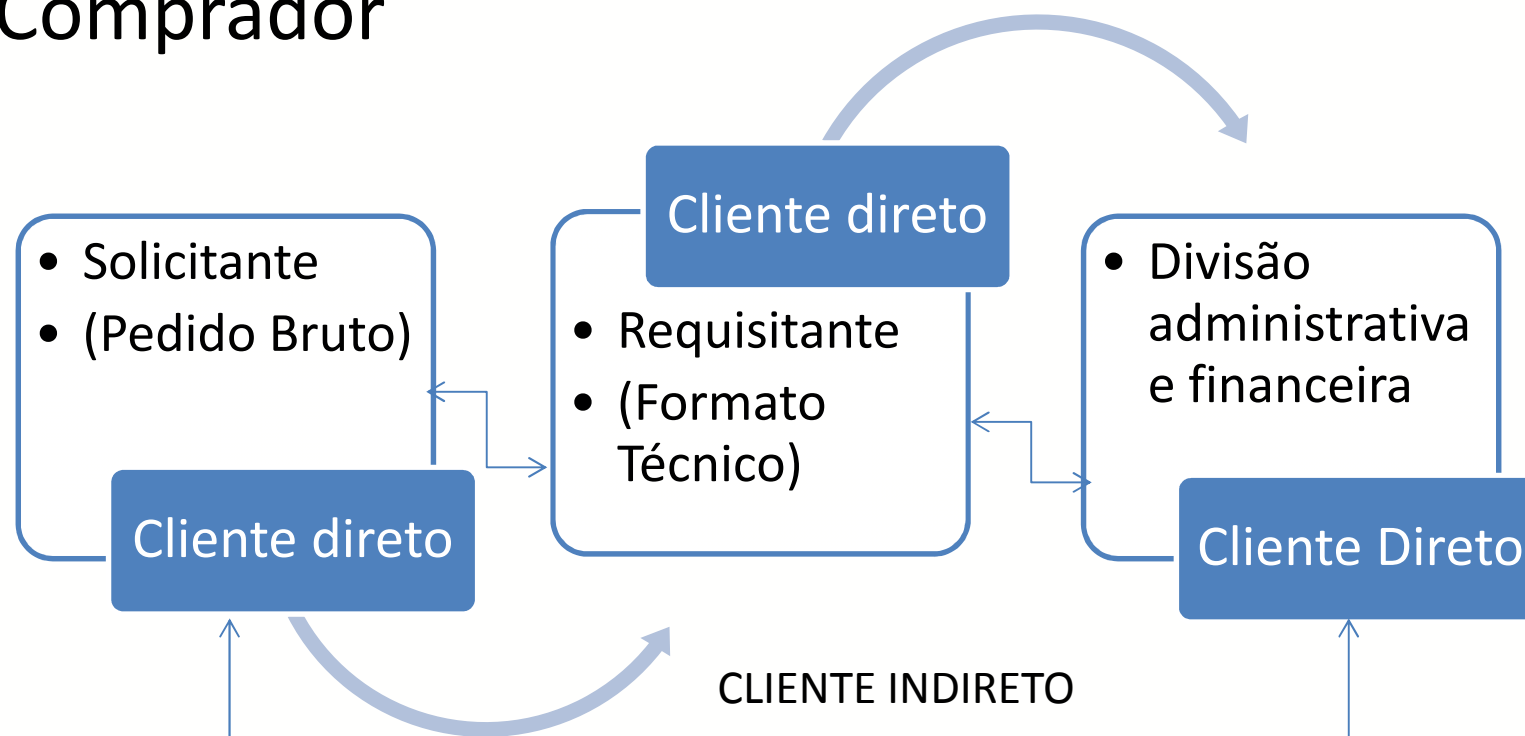 Comprador
• Solicitante
• (Pedido Bruto)
Cliente direto
Cliente direto
• Requisitante
• (Formato
Técnico)
• Divisão
administrativa
e financeira
Cliente Direto
CLIENTE INDIRETO